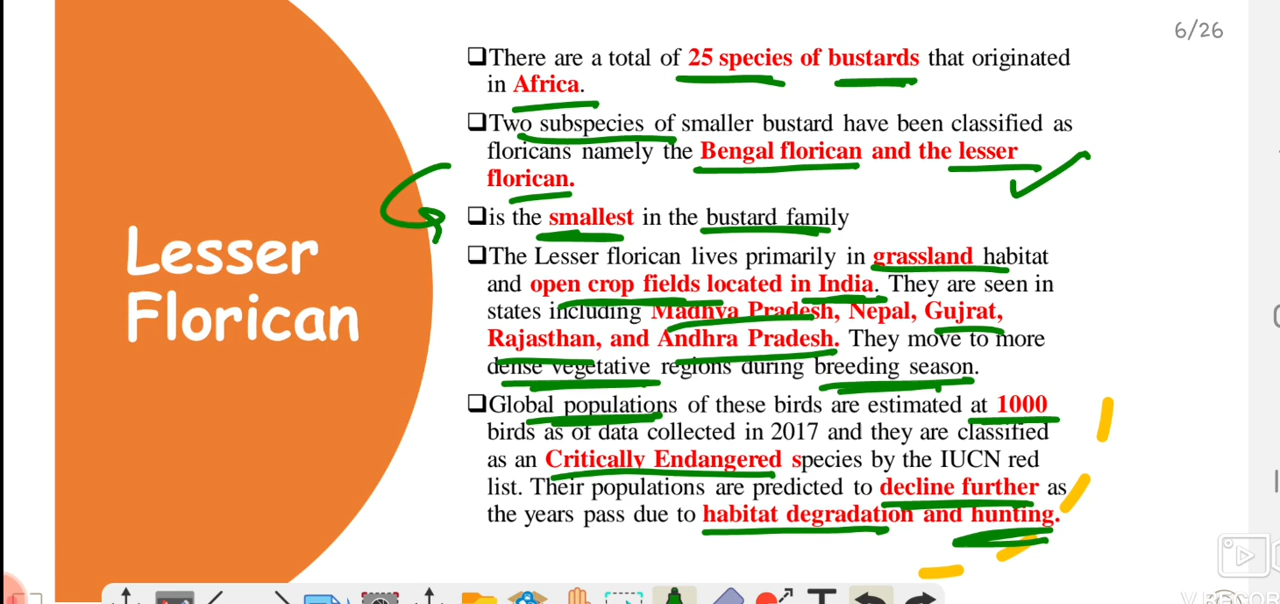 6/26
❑There are a total of 25 species of bustards that originated
in Africa.
❑Two subspecies of smaller bustard have been classified as
floricans namely the Bengal florican and the lesser
florican.
❑is the smallest in the bustard family
❑The Lesser florican lives primarily in grassland habitat
and open crop fields located in India. They are seen in
states including Madhya Pradesh, Nepal, Gujrat,
Rajasthan, and Andhra Pradesh. They move to more
dense vegetative regions during breeding season.
❑Global populations of these birds are estimated at 1000
birds as of data collected in 2017 and they are classified
as an Critically Endangered species by the IUCN red
list. Their populations are predicted to decline further as
the years pass due to habitat degradation and hunting.
Lesser
Florican